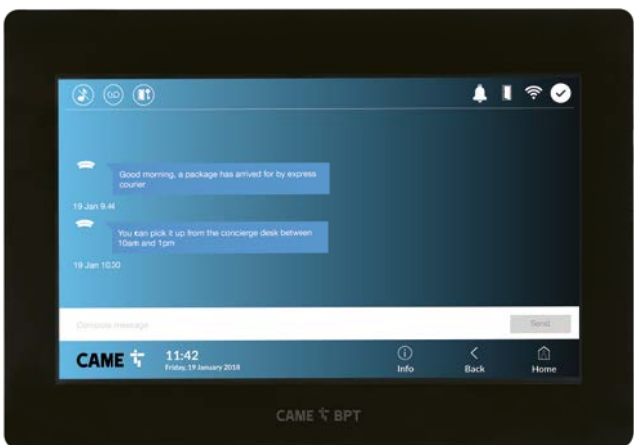 Good morning, a package has arrived for by express
courier
19 Jan 9.44
You can pick it up from the concierge desk between
10am and 1pm
19 Jan 10.30
Compose message
Send
CAME
11:42
Friday, 19 January 2018
Info
Back
Home
CAME BPT